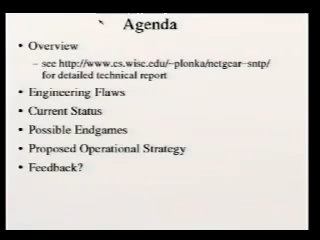 Agenda
• Overview
– see http://www.cs.wisc.edu/~plonka/netgear-sntp/
for detailed technical report
• Engineering Flaws
• Current Status
• Possible Endgames
• Proposed Operational Strategy
• Feedback?